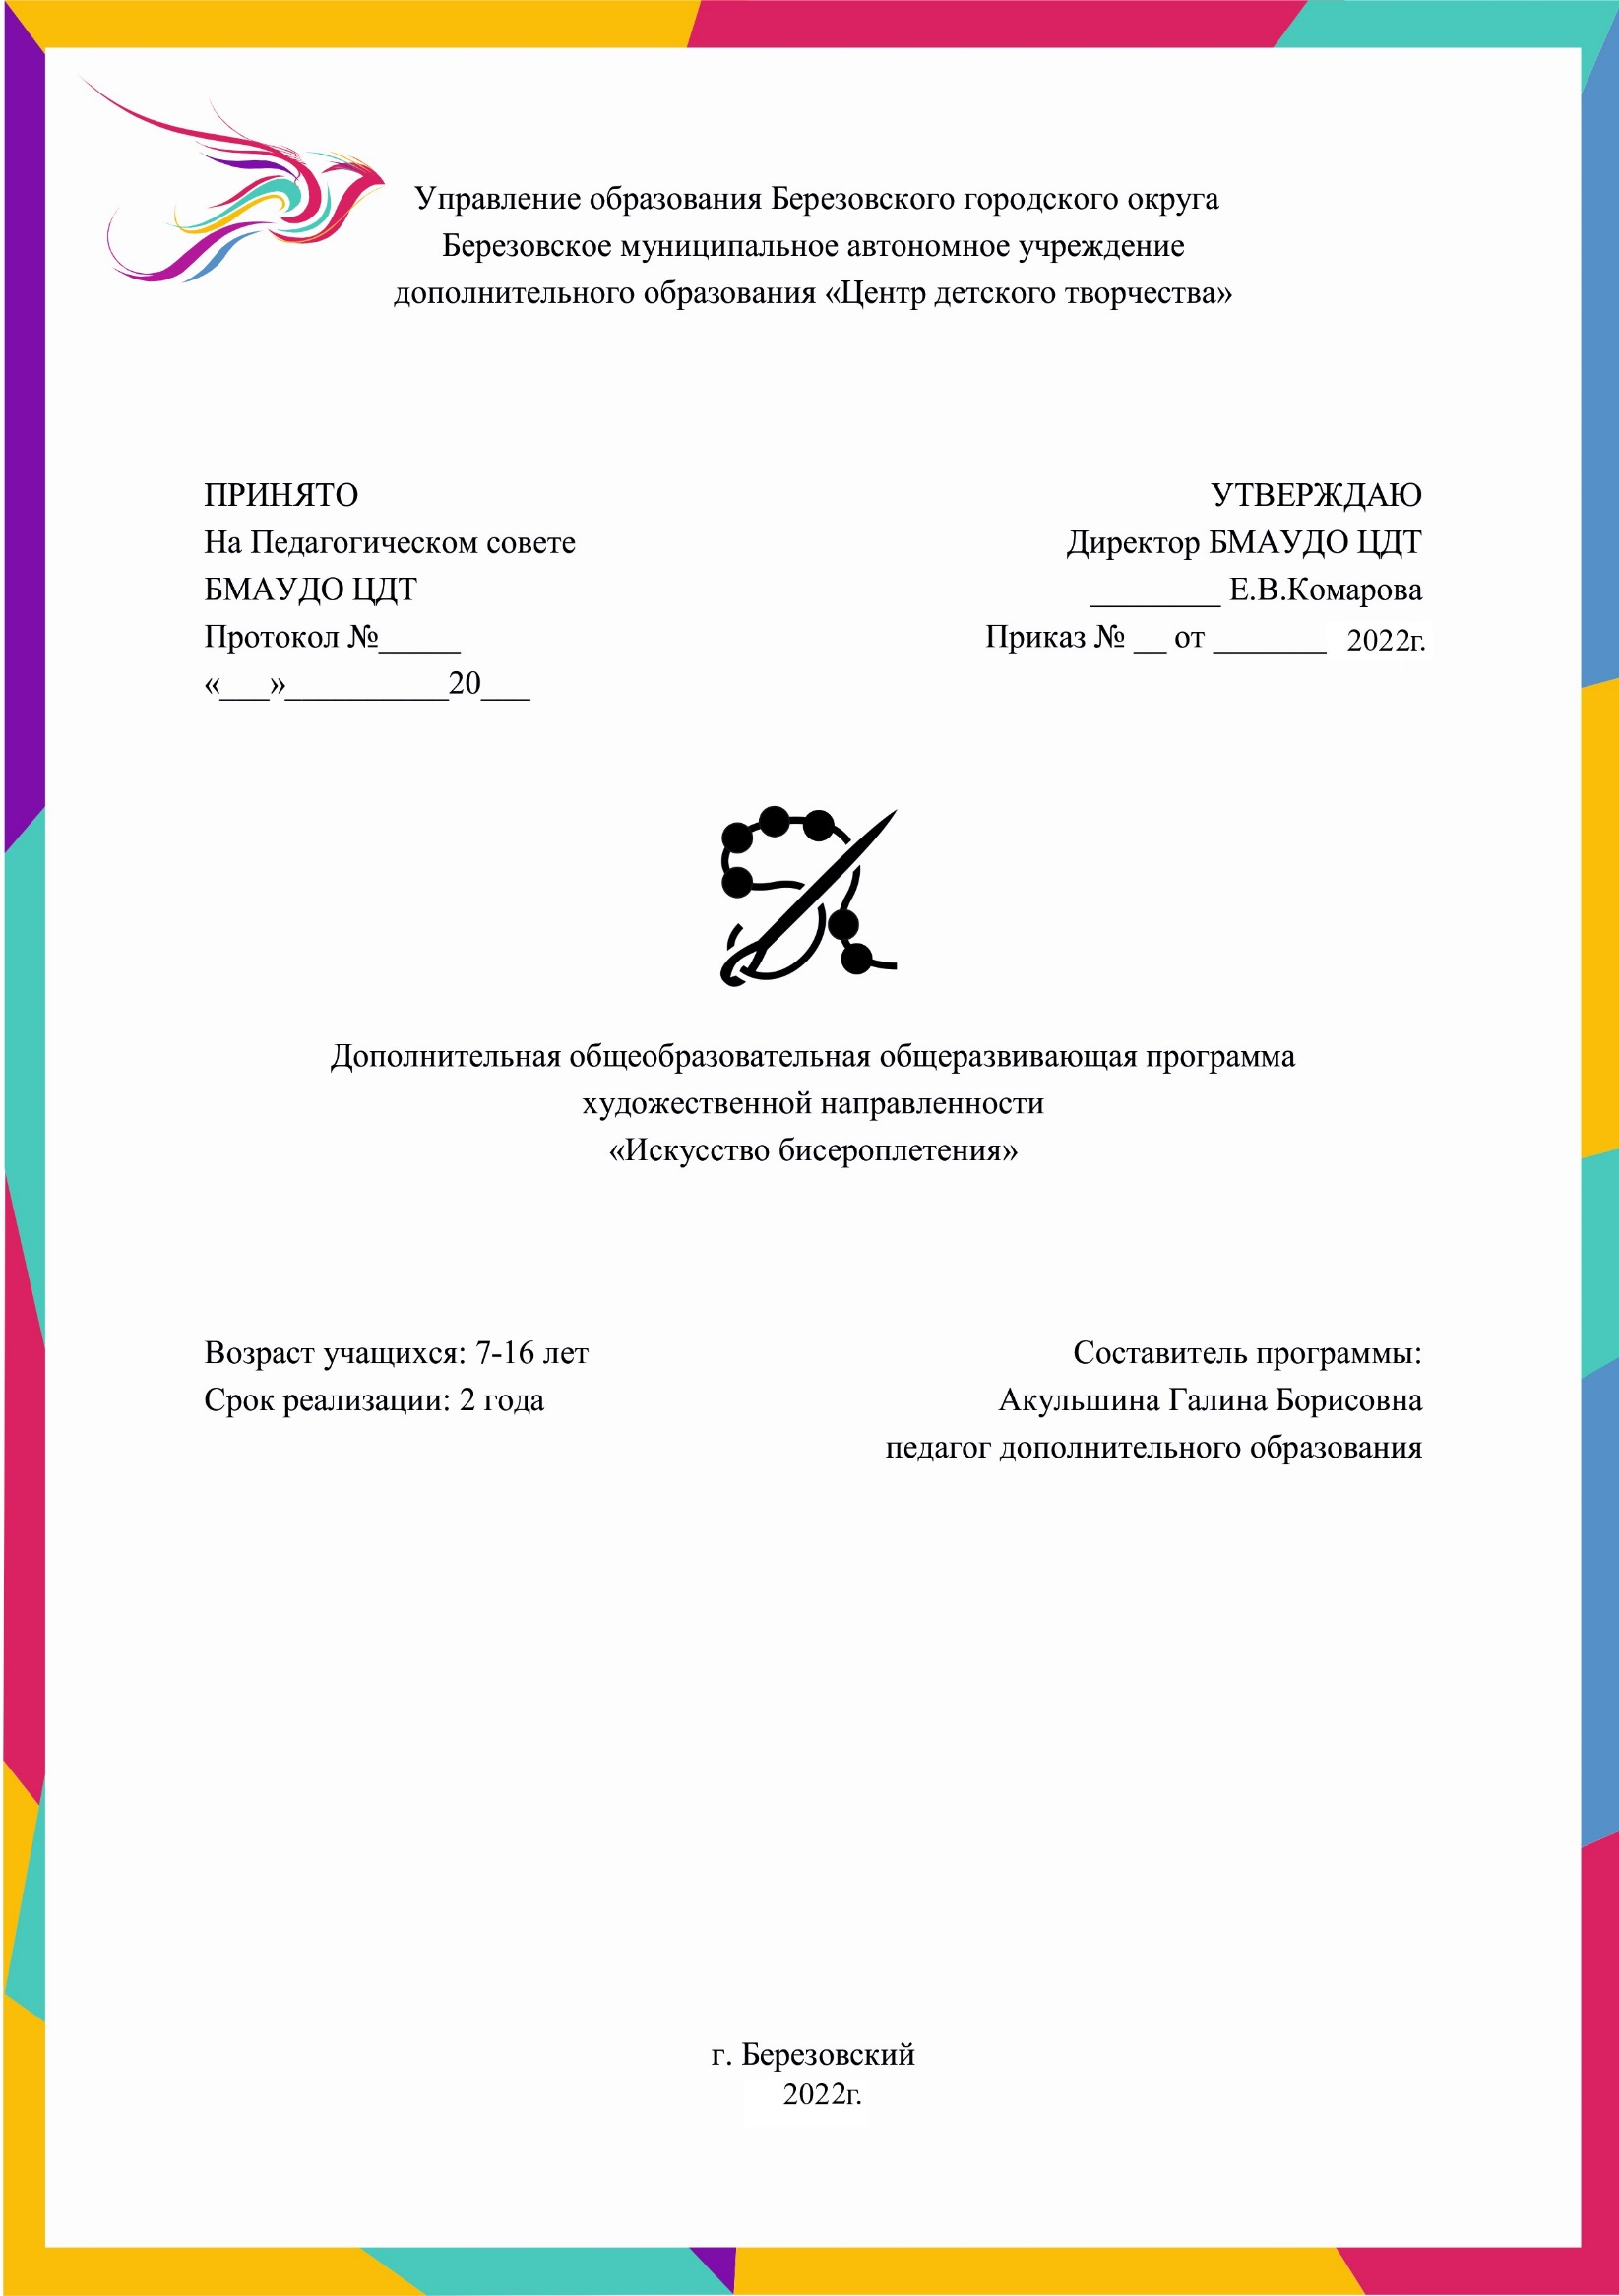 Управление образования Березовского городского округа
Березовское муниципальное автономное учреждение
дополнительного образования «Центр детского творчества»
ПРИНЯТО
На Педагогическом совете
БМАУДО ЦДТ
Протокол №_____
«___»__________20___
УТВЕРЖДАЮ
Директор БМАУДО ЦДТ
________ Е.В.Комарова
Приказ № __ от _______ 2022г.
Дополнительная общеобразовательная общеразвивающая программа
художественной направленности
«Искусство бисероплетения»
Возраст учащихся: 7-16 лет
Срок реализации: 2 года
Составитель программы:
Акульшина Галина Борисовна
педагог дополнительного образования
г. Березовский
2022г.